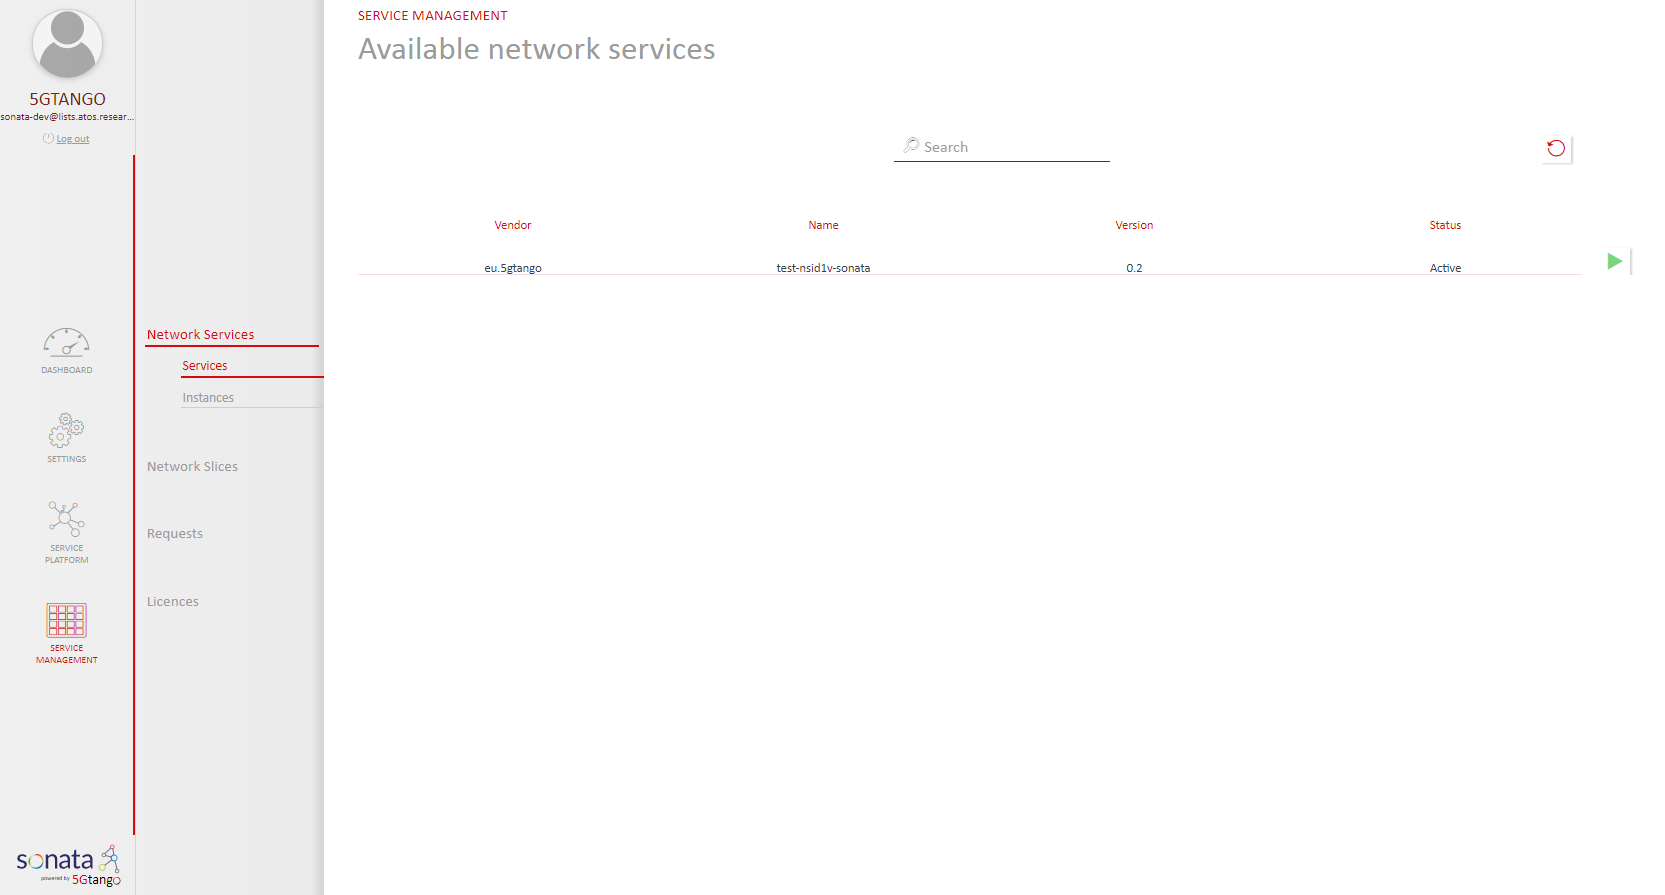 5GTANGO
sonata-dev@lists.atos.resear...
Log out
DASHBOARD
SETTINGS
SERVICE
PLATFORM
SERVICE
MANAGEMENT
sonata
powered by 5Gtango
Network Services
Services
Instances
Network Slices
Requests
Licences
SERVICE MANAGEMENT
Available network services
Search
Vendor Name Version Status
eu.5gtango test-nsid1v-sonata 0.2 Active